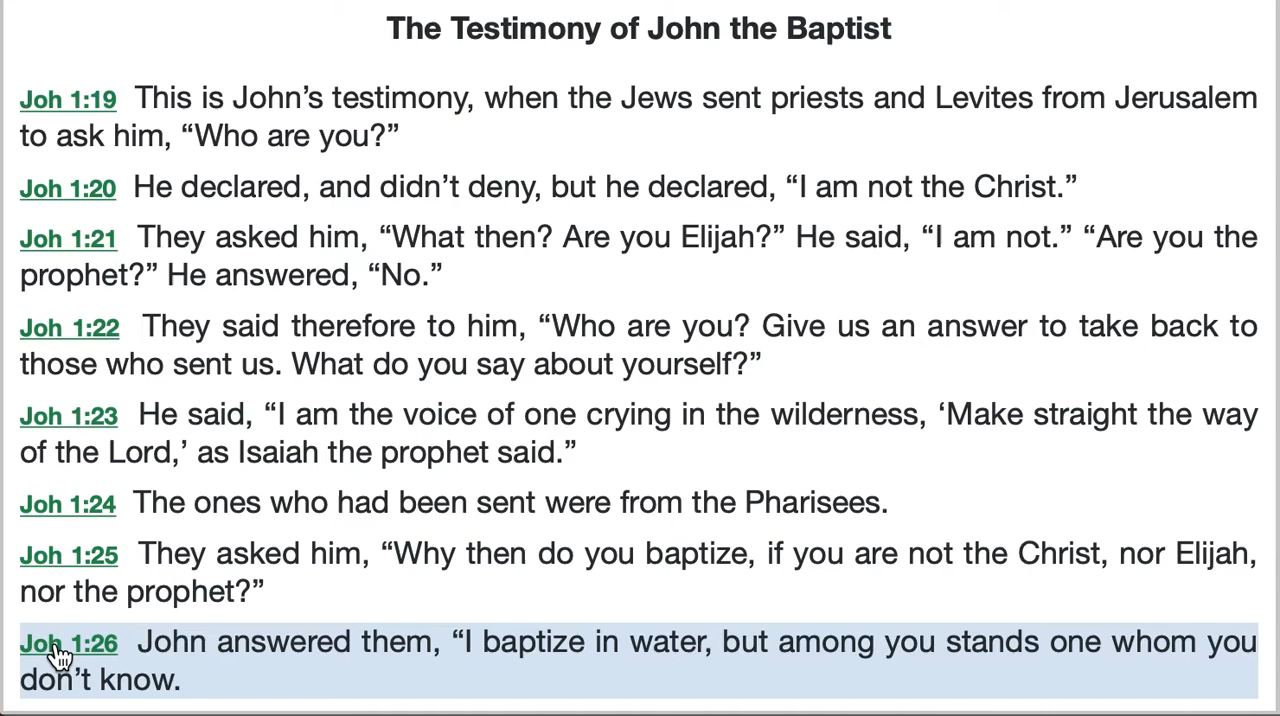 The Testimony of John the Baptist
Joh 1:19 This is John’s testimony, when the Jews sent priests and Levites from Jerusalem
to ask him, “Who are you?”
Joh 1:20 He declared, and didn’t deny, but he declared, “I am not the Christ.”
Joh 1:21 They asked him, “What then? Are you Elijah?” He said, “I am not.” “Are you the
prophet?” He answered, “No.”
Joh 1:22 They said therefore to him, “Who are you? Give us an answer to take back to
those who sent us. What do you say about yourself?”
Joh 1:23 He said, “I am the voice of one crying in the wilderness, ‘Make straight the way
of the Lord,’ as Isaiah the prophet said.”
Joh 1:24 The ones who had been sent were from the Pharisees.
Joh 1:25 They asked him, “Why then do you baptize, if you are not the Christ, nor Elijah,
nor the prophet?”
Joh 1:26 John answered them, “I baptize in water, but among you stands one whom you
don’t know.